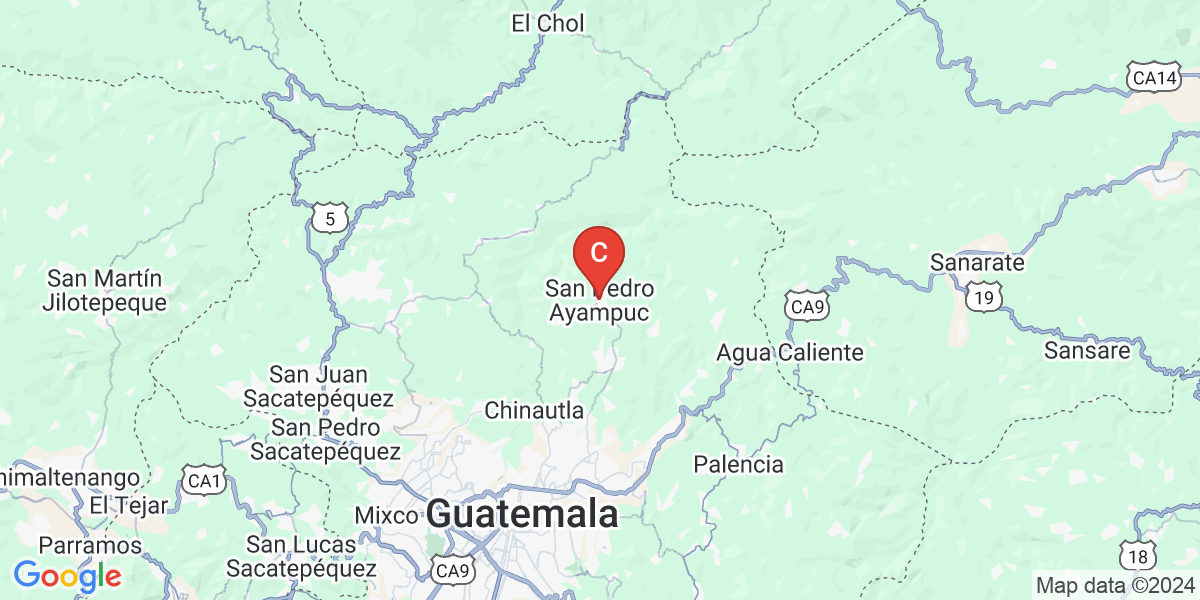 El Chol
CA14
5
C
San Martín
Jilotepeque
San Pedro
Ayampuc
Sanarate
CA9
19
Agua Caliente
Sansare
San Juan
Sacatepéquez
Chinautla
San Pedro
Sacatepéquez
Palencia
himaltenango
CA1
El Tejar
Mixco
Guatemala
Parramos
San Lucas
Sacatepéquez
CA9
18
Google
Map data ©2024